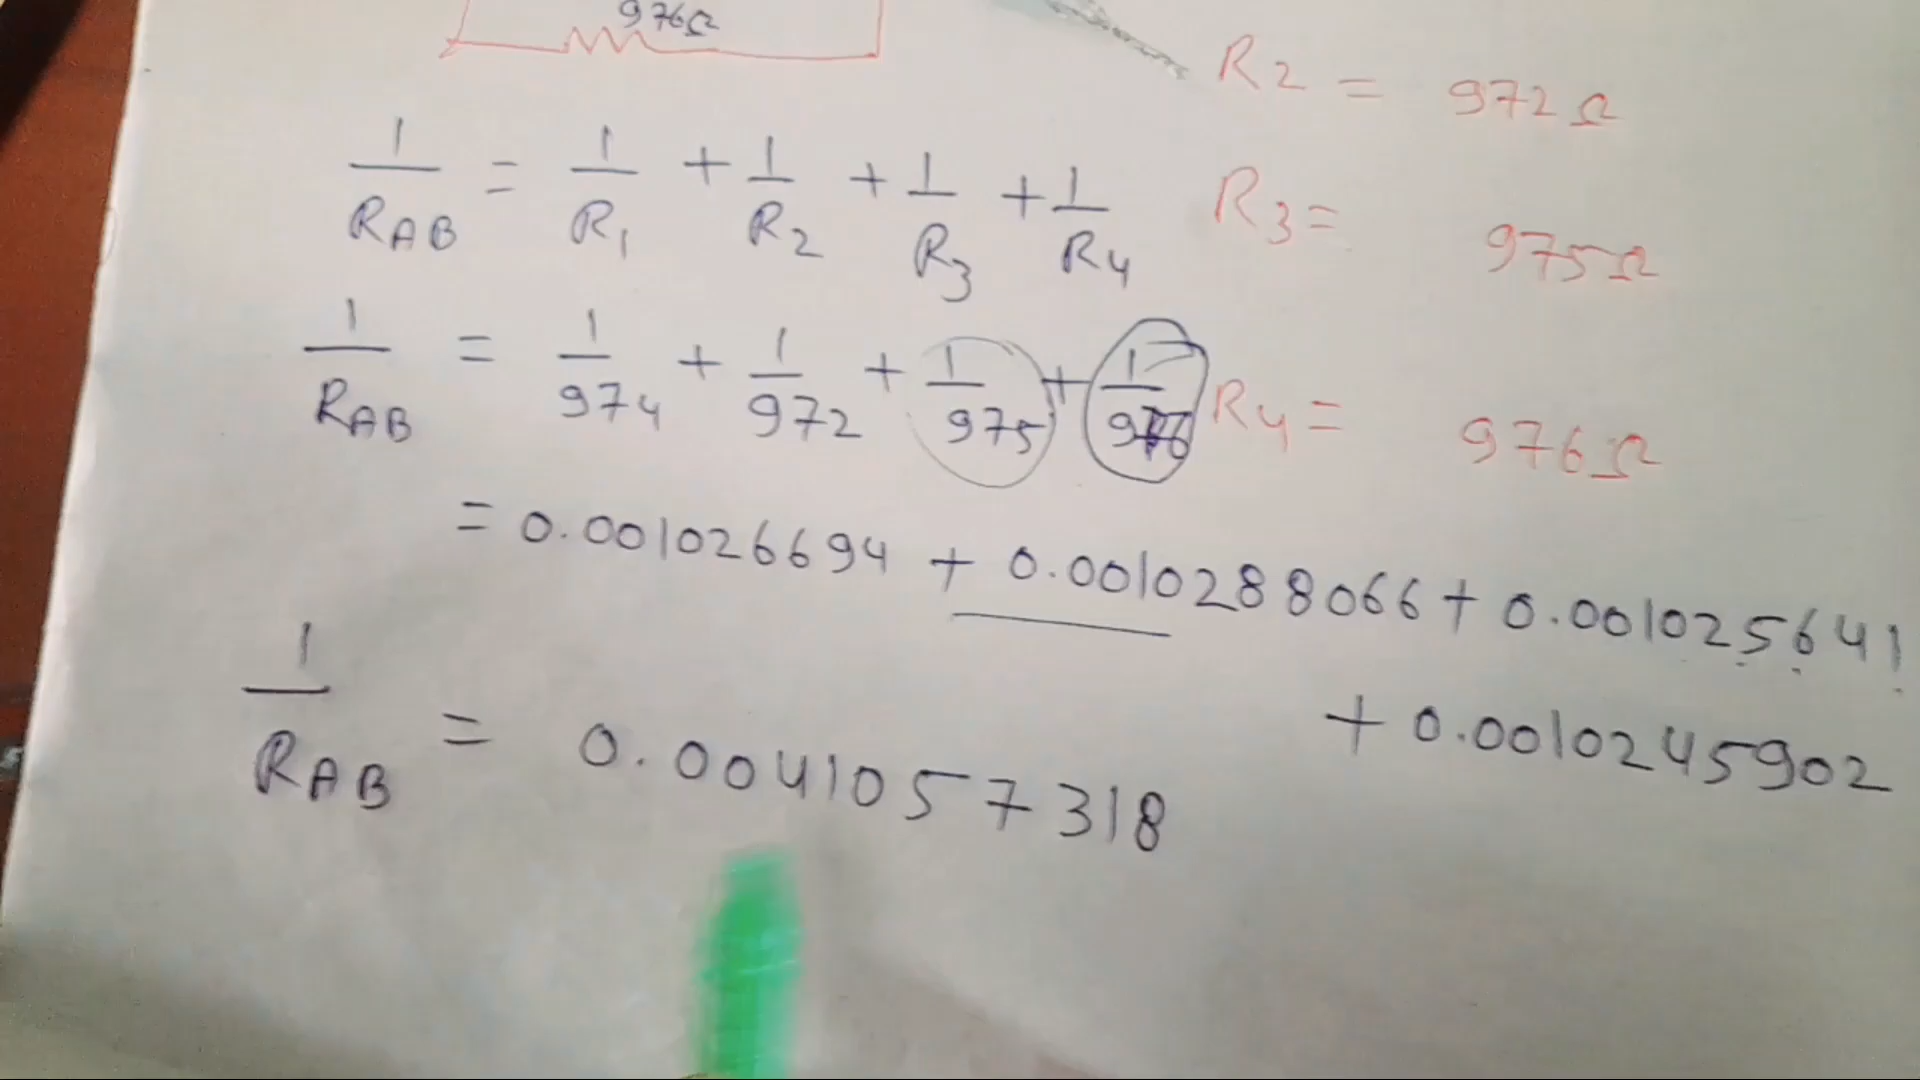 976Ω
R2 = 972Ω
1/RAB = 1/R1 + 1/R2 + 1/R3 + 1/R4
R3 = 975Ω
1/RAB = 1/974 + 1/972 + 1/975 + 1/976
R4 = 976Ω
= 0.001026694 + 0.0010288066 + 0.001025641
+ 0.0010245902
1/RAB = 0.0041057318